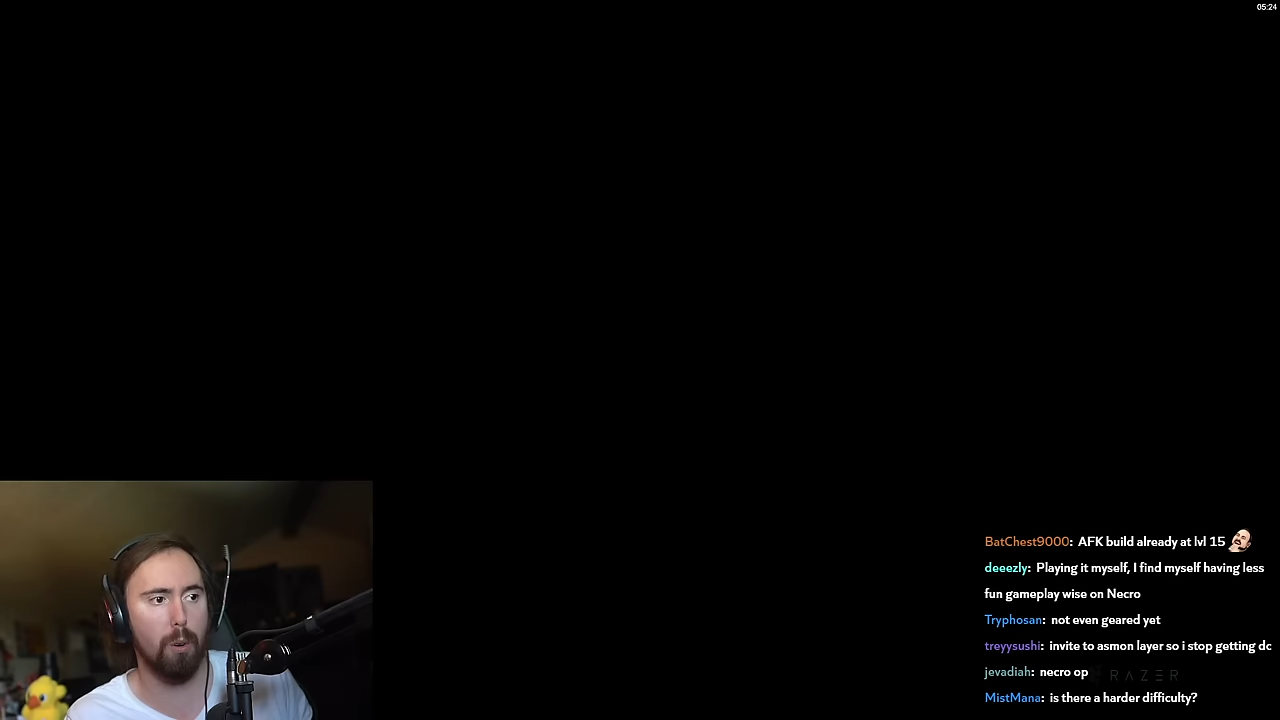 05:24
BatChest9000: AFK build already at lvl 15
deeezly: Playing it myself, I find myself having less
fun gameplay wise on Necro
Tryphosan: not even geared yet
treyysushi: invite to asmon layer so i stop getting dc
jevadiah: necro op
RAZER
MistMana: is there a harder difficulty?